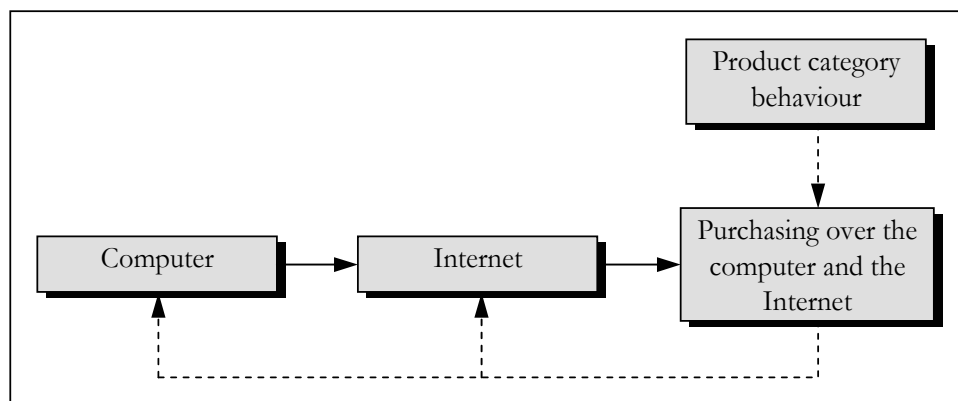 Product category
behaviour
Computer
Internet
Purchasing over the
computer and the
Internet